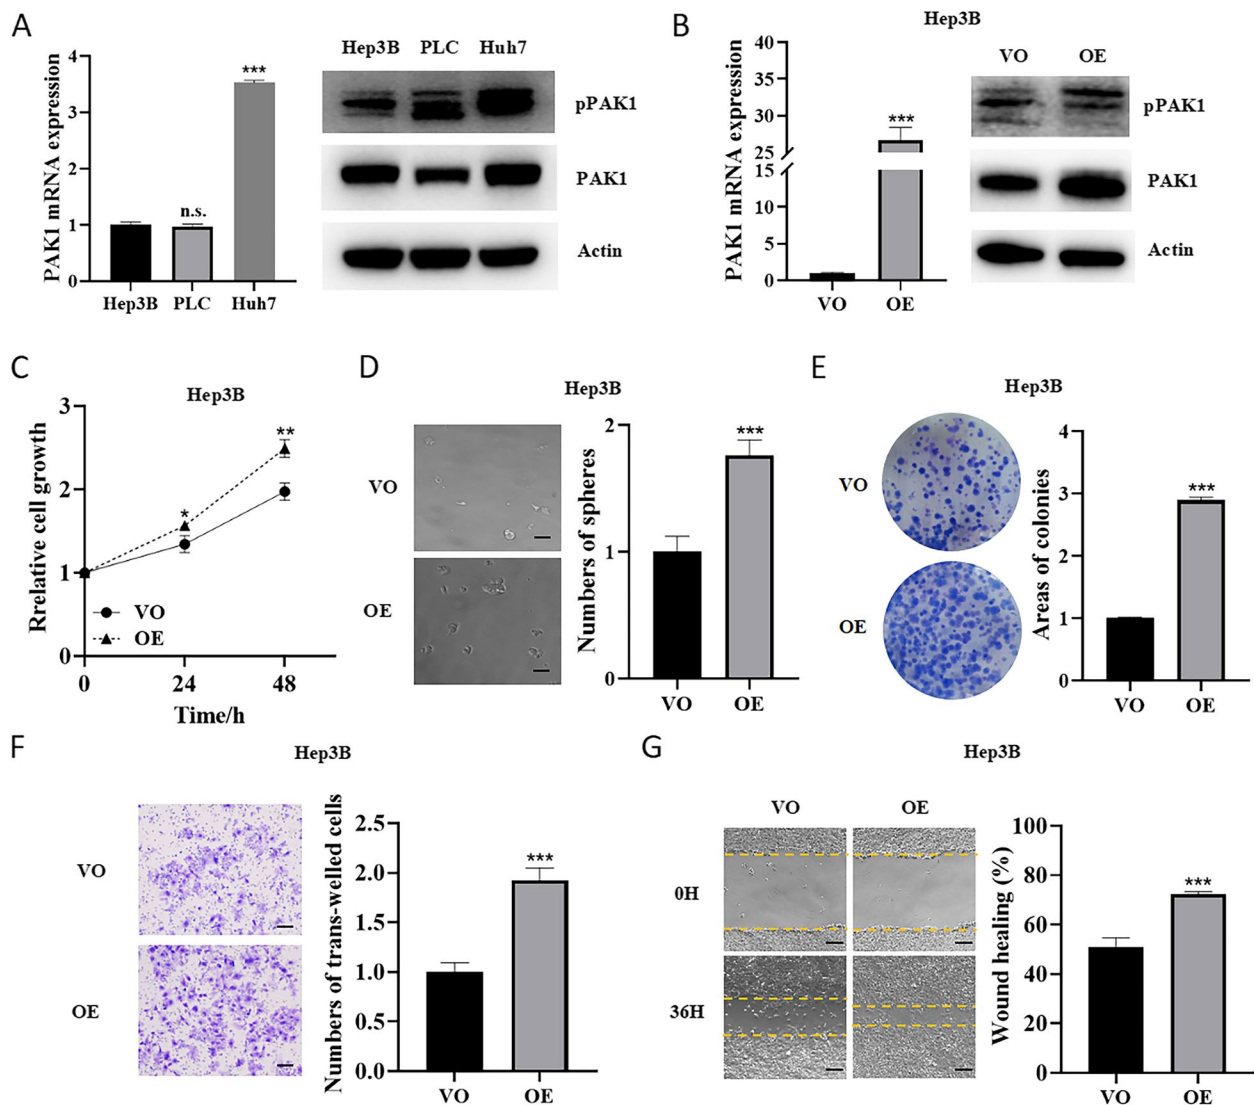 A
PAK1 mRNA expression
4
3
2
1
0
***
n.s.
Hep3B PLC Huh7
Hep3B PLC Huh7
pPAK1
PAK1
Actin
B
Hep3B
PAK1 mRNA expression
40
35
30
25
15
10
5
0
***
VO OE
VO OE
pPAK1
PAK1
Actin
C
Hep3B
Rrelative cell growth
3
2
1
0
*
**
VO
OE
0 24 48
Time/h
D
Hep3B
VO
OE
Numbers of spheres
2
1
0
***
VO OE
E
Hep3B
VO
OE
Areas of colonies
4
3
2
1
0
***
VO OE
F
Hep3B
VO
OE
Numbers of trans-welled cells
2.5
2.0
1.5
1.0
0.5
0.0
***
VO OE
G
Hep3B
VO OE
0H
36H
Wound healing (%)
100
80
60
40
20
0
***
VO OE